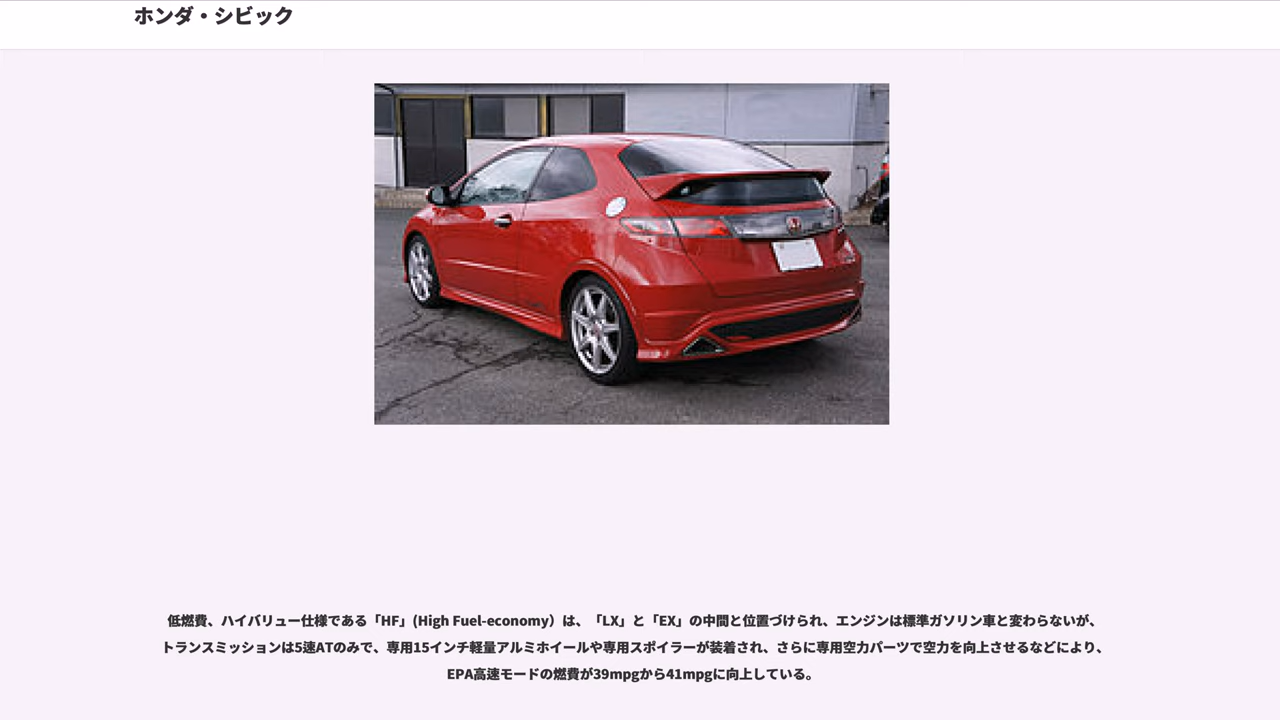 ホンダ・シビック
低燃費、ハイバリュー仕様である「HF」(High Fuel-economy）は、「LX」と「EX」の中間と位置づけられ、エンジンは標準ガソリン車と変わらないが、
トランスミッションは5速ATのみで、専用15インチ軽量アルミホイールや専用スポイラーが装着され、さらに専用空力パーツで空力を向上させるなどにより、
EPA高速モードの燃費が39mpgから41mpgに向上している。